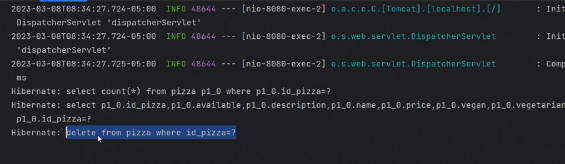 2023-03-08T08:34:27.724-05:00  INFO 48644 --- [nio-8080-exec-2] o.a.c.c.C.[Tomcat].[localhost].[/]       : Init
DispatcherServlet 'dispatcherServlet'
2023-03-08T08:34:27.724-05:00  INFO 48644 --- [nio-8080-exec-2] o.s.web.servlet.DispatcherServlet        : Init
'dispatcherServlet'
2023-03-08T08:34:27.725-05:00  INFO 48644 --- [nio-8080-exec-2] o.s.web.servlet.DispatcherServlet        : Comp
ms
Hibernate: select count(*) from pizza p1_0 where p1_0.id_pizza=?
Hibernate: select p1_0.id_pizza,p1_0.available,p1_0.description,p1_0.name,p1_0.price,p1_0.vegan,p1_0.vegetarian
p1_0.id_pizza=?
Hibernate: delete from pizza where id_pizza=?